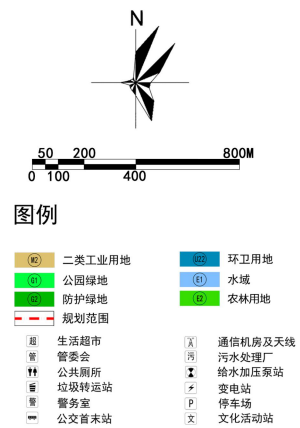 N
50 200 800M
0 100 400
图例
M2 二类工业用地 U22 环卫用地
G1 公园绿地 E1 水域
G2 防护绿地 E2 农林用地
规划范围
超 生活超市 通信机房及天线
管 管委会 污 污水处理厂
公共厕所 给水加压泵站
垃圾转运站 变电站
警 警务室 P 停车场
公交首末站 文 文化活动站